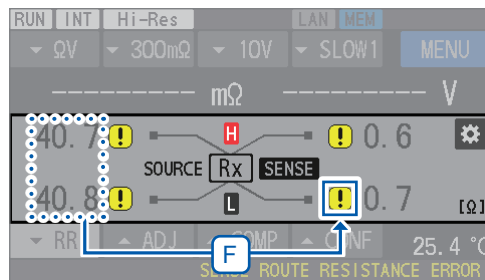 RUN INT Hi-Res LAN MEM
ΩV 300mΩ 10V SLOW1 MENU
---------- mΩ ---------- V
40.7 ! H ! 0.6
SOURCE Rx SENSE
40.8 ! L ! 0.7 [Ω]
RR ADJ COMP CONF 25.4 °C
F
SENSE ROUTE RESISTANCE ERROR